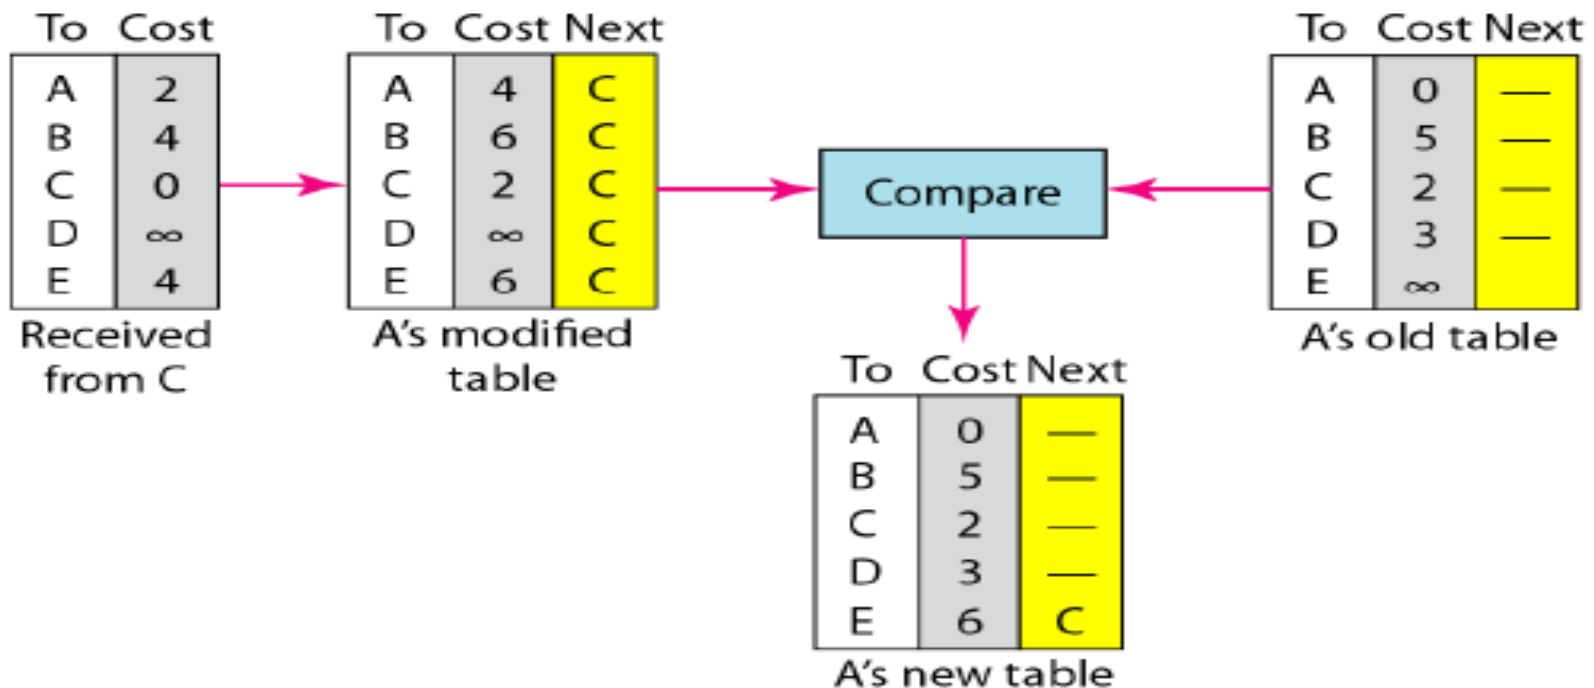 To Cost
A 2
B 4
C 0
D ∞
E 4
Received
from C
To Cost Next
A 4 C
B 6 C
C 2 C
D ∞ C
E 6 C
A's modified
table
Compare
To Cost Next
A 0 —
B 5 —
C 2 —
D 3 —
E ∞
A's old table
To Cost Next
A 0 —
B 5 —
C 2 —
D 3 —
E 6 C
A's new table